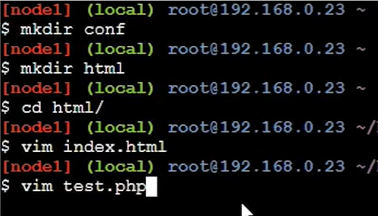 [node1] (local) root@192.168.0.23 ~
$ mkdir conf
[node1] (local) root@192.168.0.23 ~
$ mkdir html
[node1] (local) root@192.168.0.23 ~
$ cd html/
[node1] (local) root@192.168.0.23 ~/
$ vim index.html
[node1] (local) root@192.168.0.23 ~/
$ vim test.php